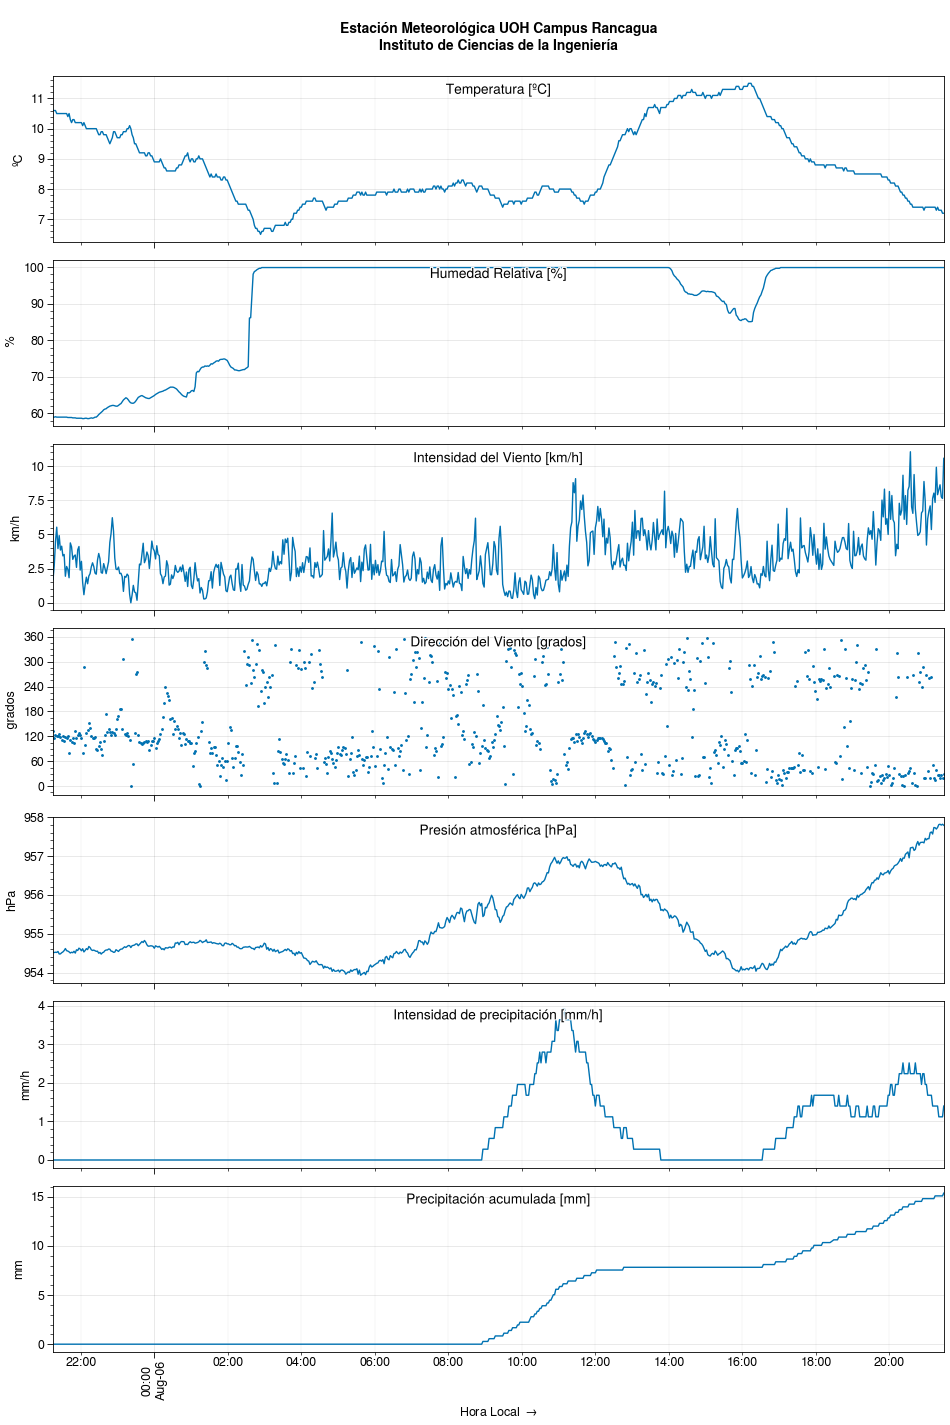 Estación Meteorológica UOH Campus Rancagua
Instituto de Ciencias de la Ingeniería
Temperatura [ºC]
ºC
11
10
9
8
7
Humedad Relativa [%]
%
100
90
80
70
60
Intensidad del Viento [km/h]
km/h
10
7.5
5
2.5
0
Dirección del Viento [grados]
grados
360
300
240
180
120
60
0
Presión atmosférica [hPa]
hPa
958
957
956
955
954
Intensidad de precipitación [mm/h]
mm/h
4
3
2
1
0
Precipitación acumulada [mm]
mm
15
10
5
0
22:00
00:00
Aug-06
02:00
04:00
06:00
08:00
10:00
12:00
14:00
16:00
18:00
20:00
Hora Local →